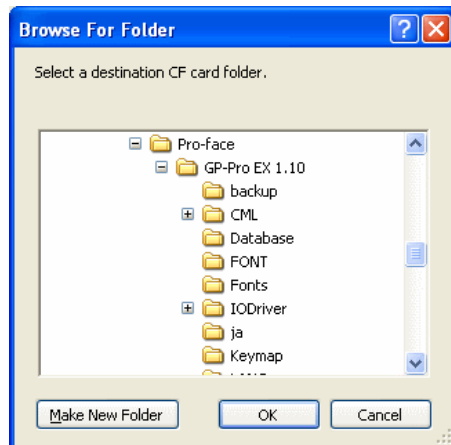 Browse For Folder
Select a destination CF card folder.
Pro-face
GP-Pro EX 1.10
backup
CML
Database
FONT
Fonts
IODriver
ja
Keymap
Make New Folder
OK
Cancel